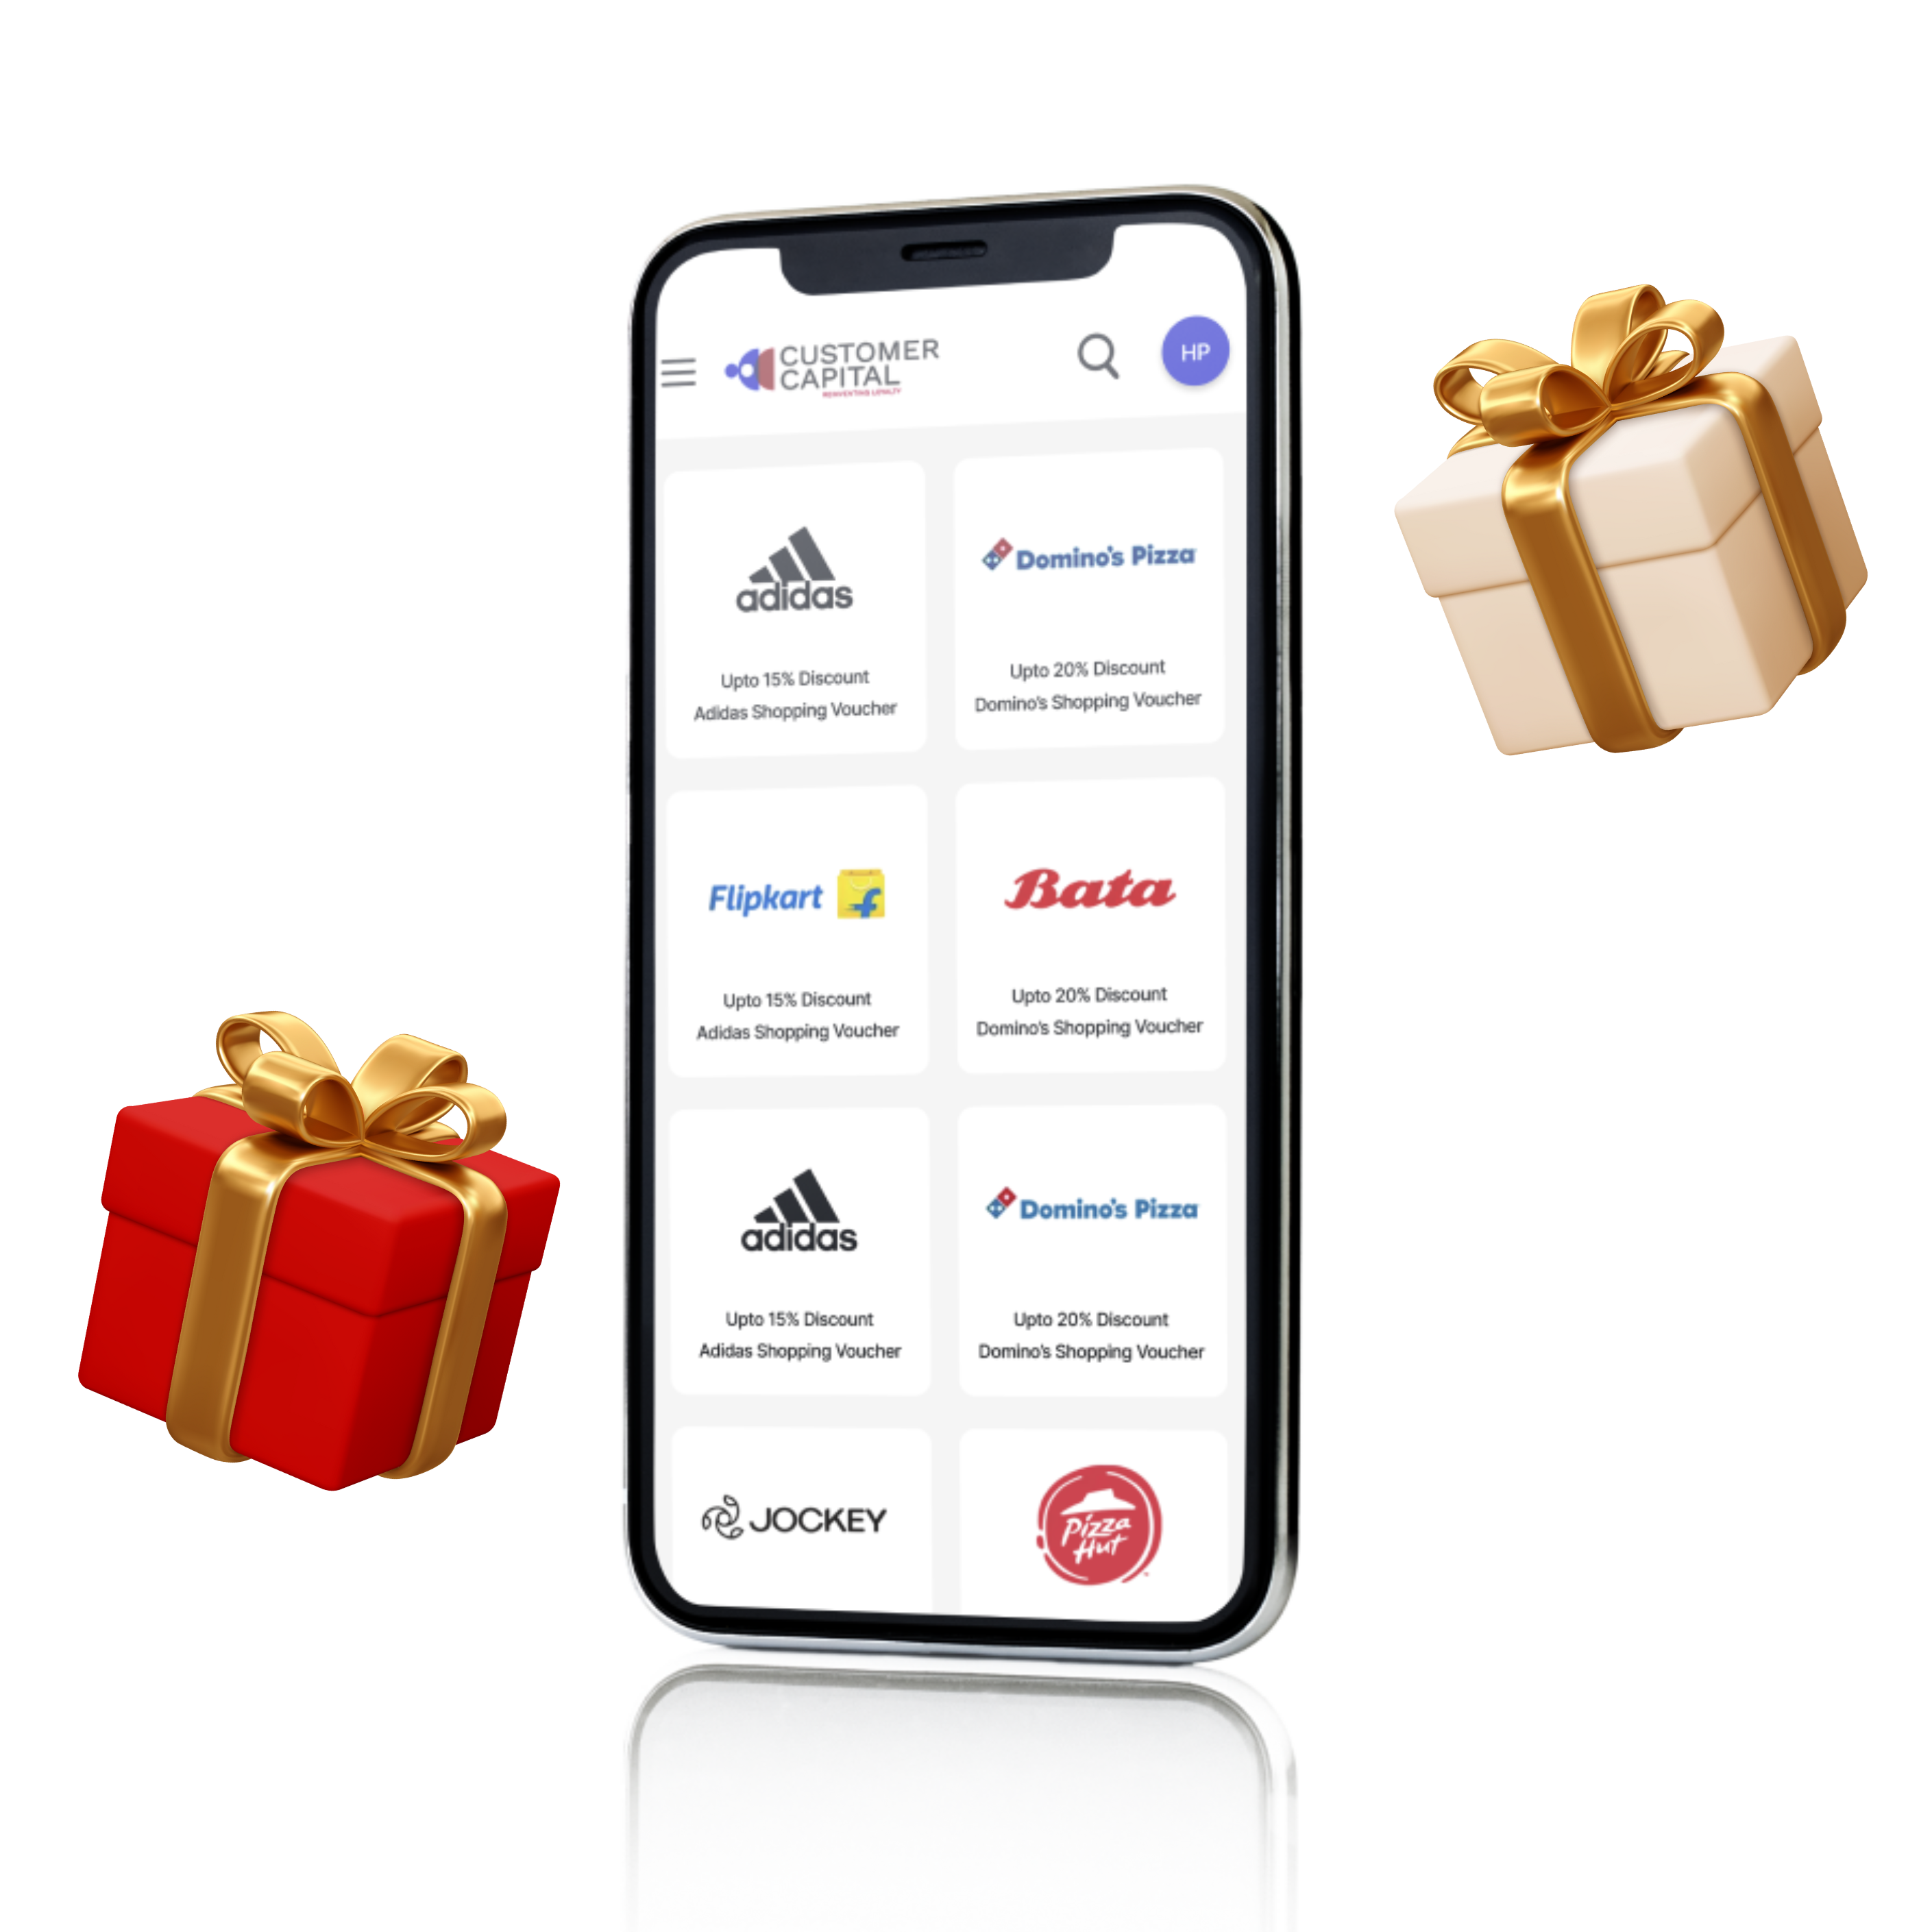 CUSTOMER
CAPITAL
REINVENTING LOYALTY
HP
adidas
Upto 15% Discount
Adidas Shopping Voucher
Domino's Pizza
Upto 20% Discount
Domino's Shopping Voucher
Flipkart
f
Upto 15% Discount
Adidas Shopping Voucher
Bata
Upto 20% Discount
Domino's Shopping Voucher
adidas
Upto 15% Discount
Adidas Shopping Voucher
Domino's Pizza
Upto 20% Discount
Domino's Shopping Voucher
JOCKEY
Pizza
Hut